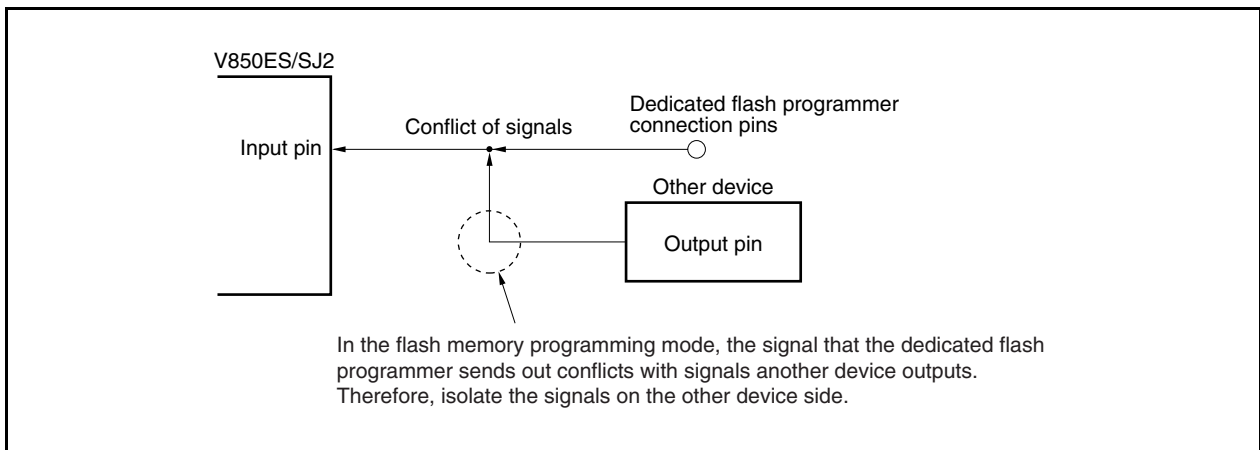 V850ES/SJ2
Input pin
Conflict of signals
Dedicated flash programmer
connection pins
Other device
Output pin
In the flash memory programming mode, the signal that the dedicated flash
programmer sends out conflicts with signals another device outputs.
Therefore, isolate the signals on the other device side.